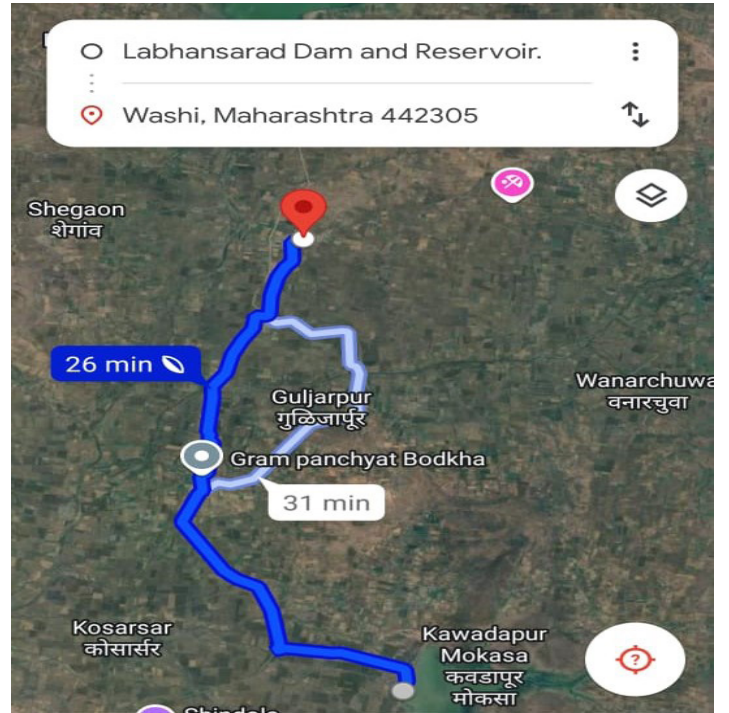 Labhansarad Dam and Reservoir.
Washi, Maharashtra 442305
Shegaon
शेगांव
26 min
Wanarchuwa
वनारचुवा
Guljarpur
गुळिजार्पूर
Gram panchyat Bodkha
31 min
Kosarsar
कोसार्सर
Kawadapur
Mokasa
कवडापूर
मोकसा